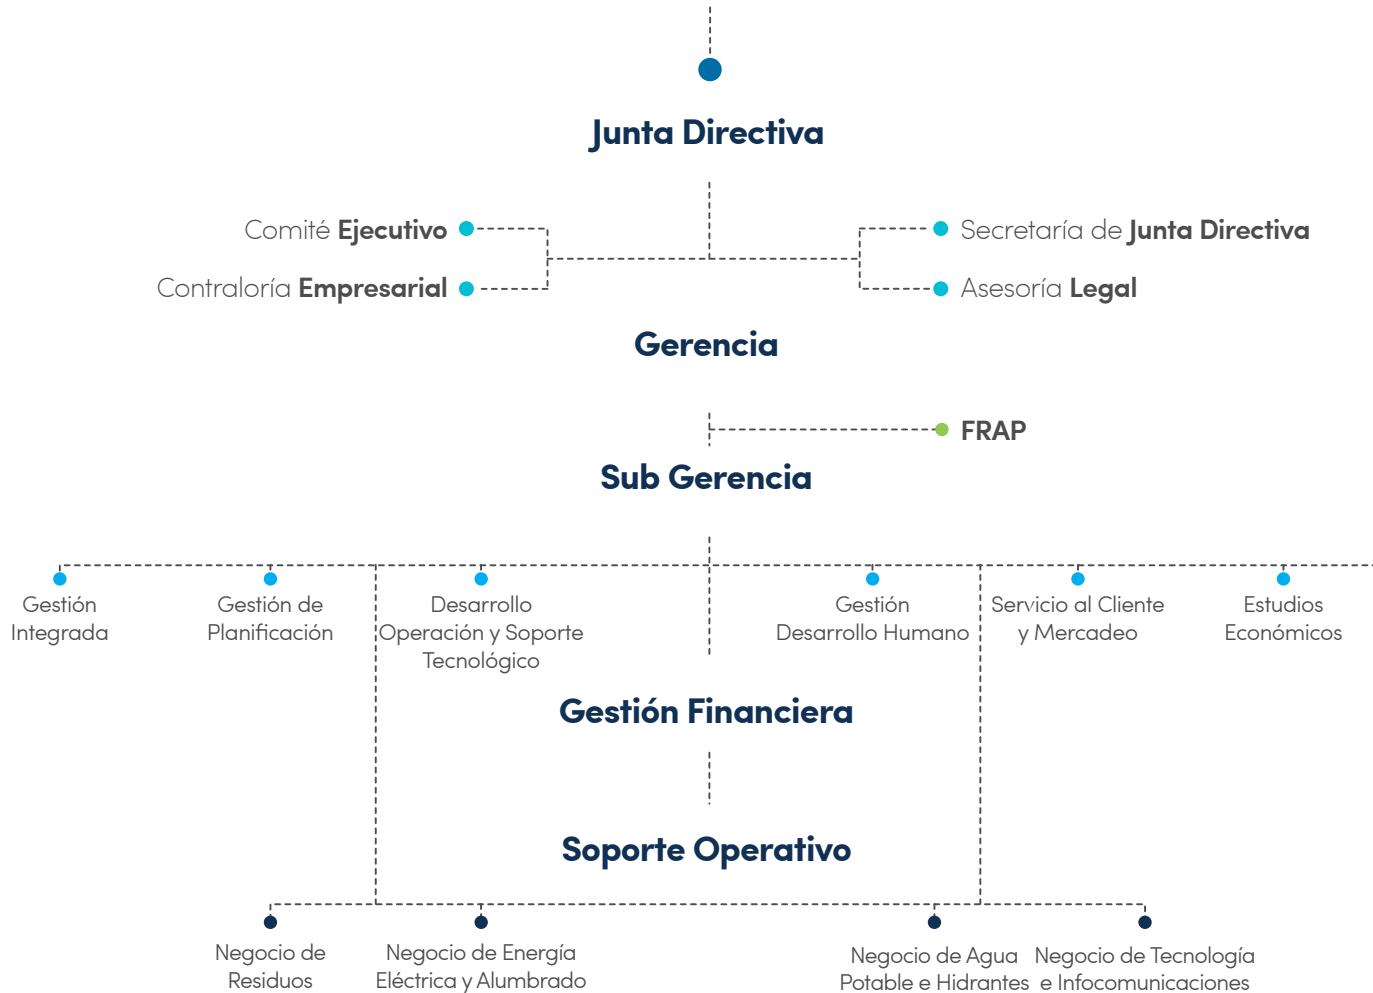 Junta Directiva
Comité Ejecutivo
Secretaría de Junta Directiva
Contraloría Empresarial
Asesoría Legal
Gerencia
FRAP
Sub Gerencia
Gestión
Integrada
Gestión de
Planificación
Desarrollo
Operación y Soporte
Tecnológico
Gestión
Desarrollo Humano
Servicio al Cliente
y Mercadeo
Estudios
Económicos
Gestión Financiera
Soporte Operativo
Negocio de
Residuos
Negocio de Energía
Eléctrica y Alumbrado
Negocio de Agua
Potable e Hidrantes
Negocio de Tecnología
e Infocomunicaciones